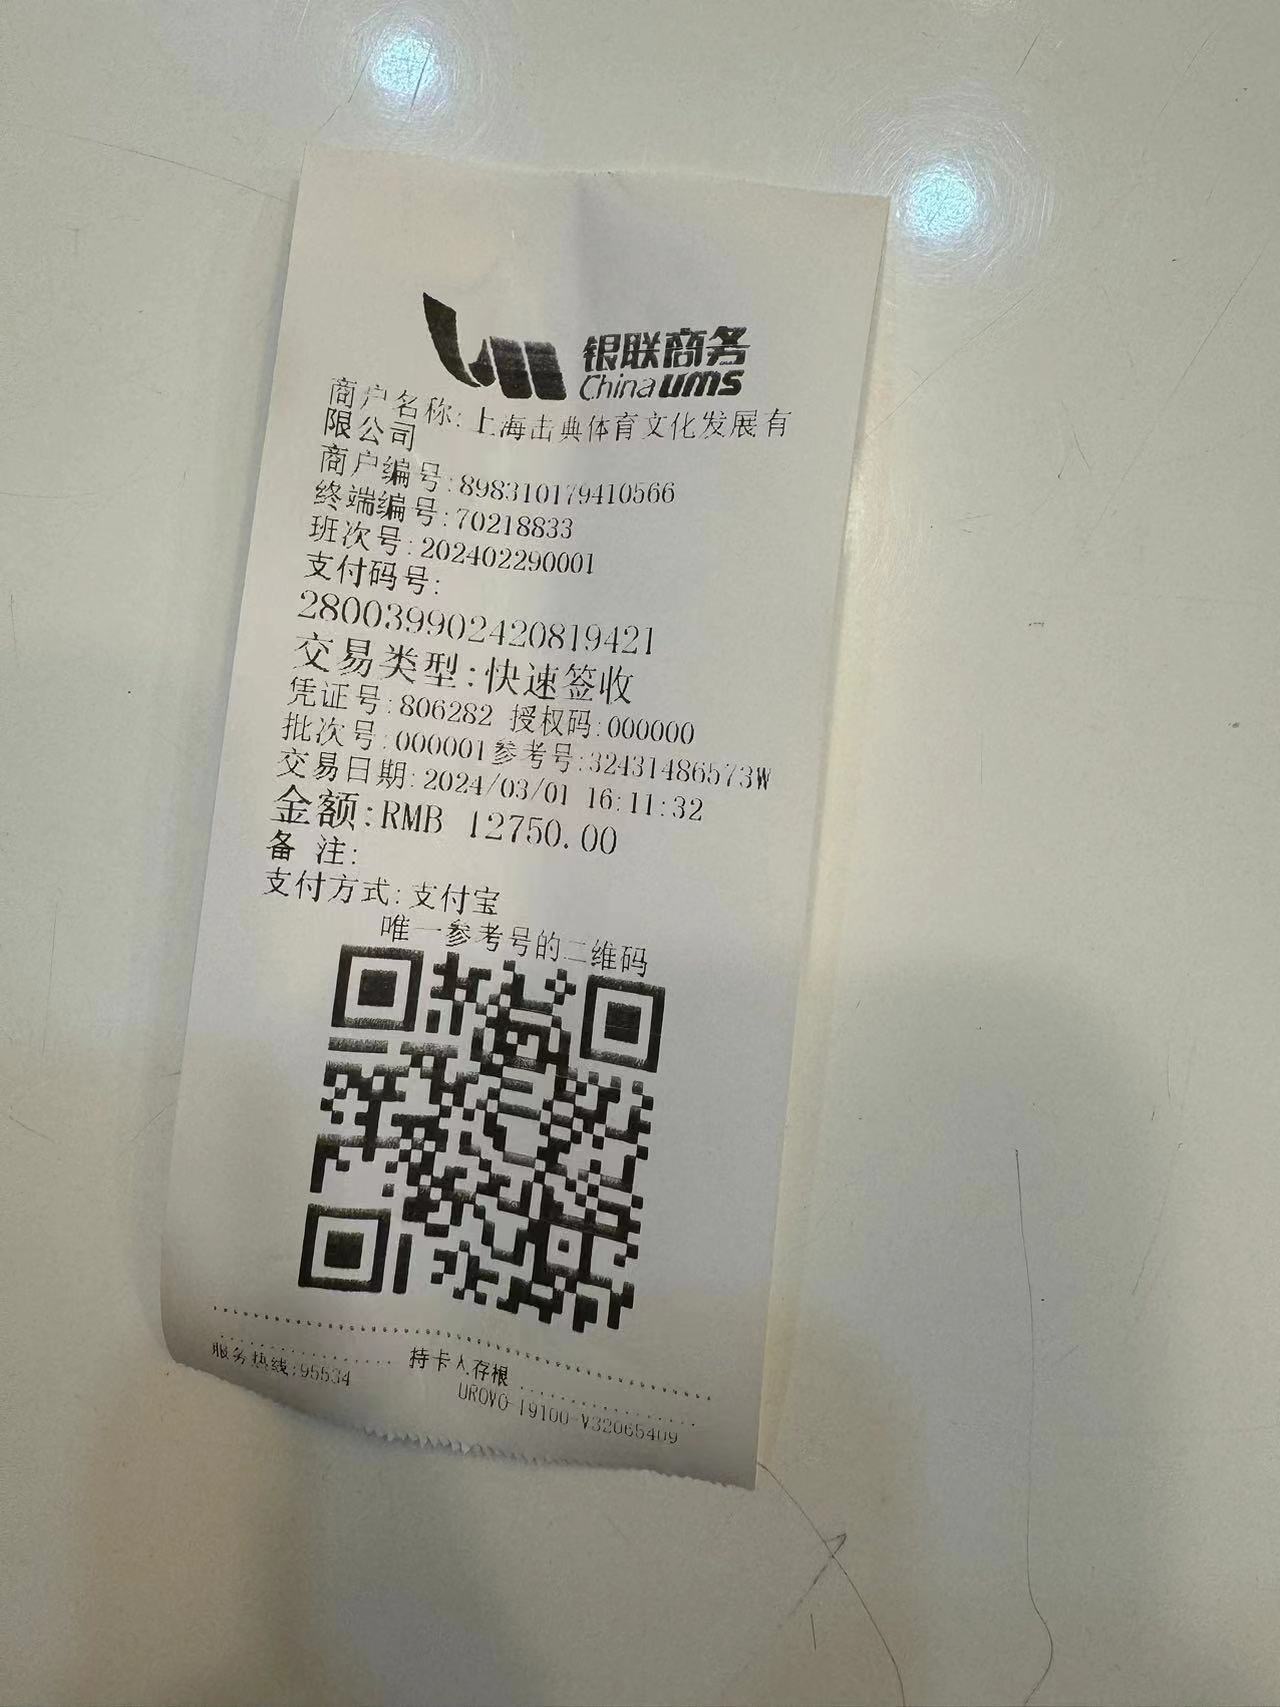 银联商务
China ums
商户名称:上海击典体育文化发展有
限公司
商户编号:898310179410566
终端编号:70218833
班次号:202402290001
支付码号:
2800399902420819421
交易类型:快速签收
凭证号:806282 授权码:000000
批次号:000001参考号:32431486573W
交易日期:2024/03/01 16:11:32
金额:RMB 12750.00
备 注:
支付方式:支付宝
唯一参考号的二维码
持卡人存根
服务热线:95534
UROVO-I9100-V32065409